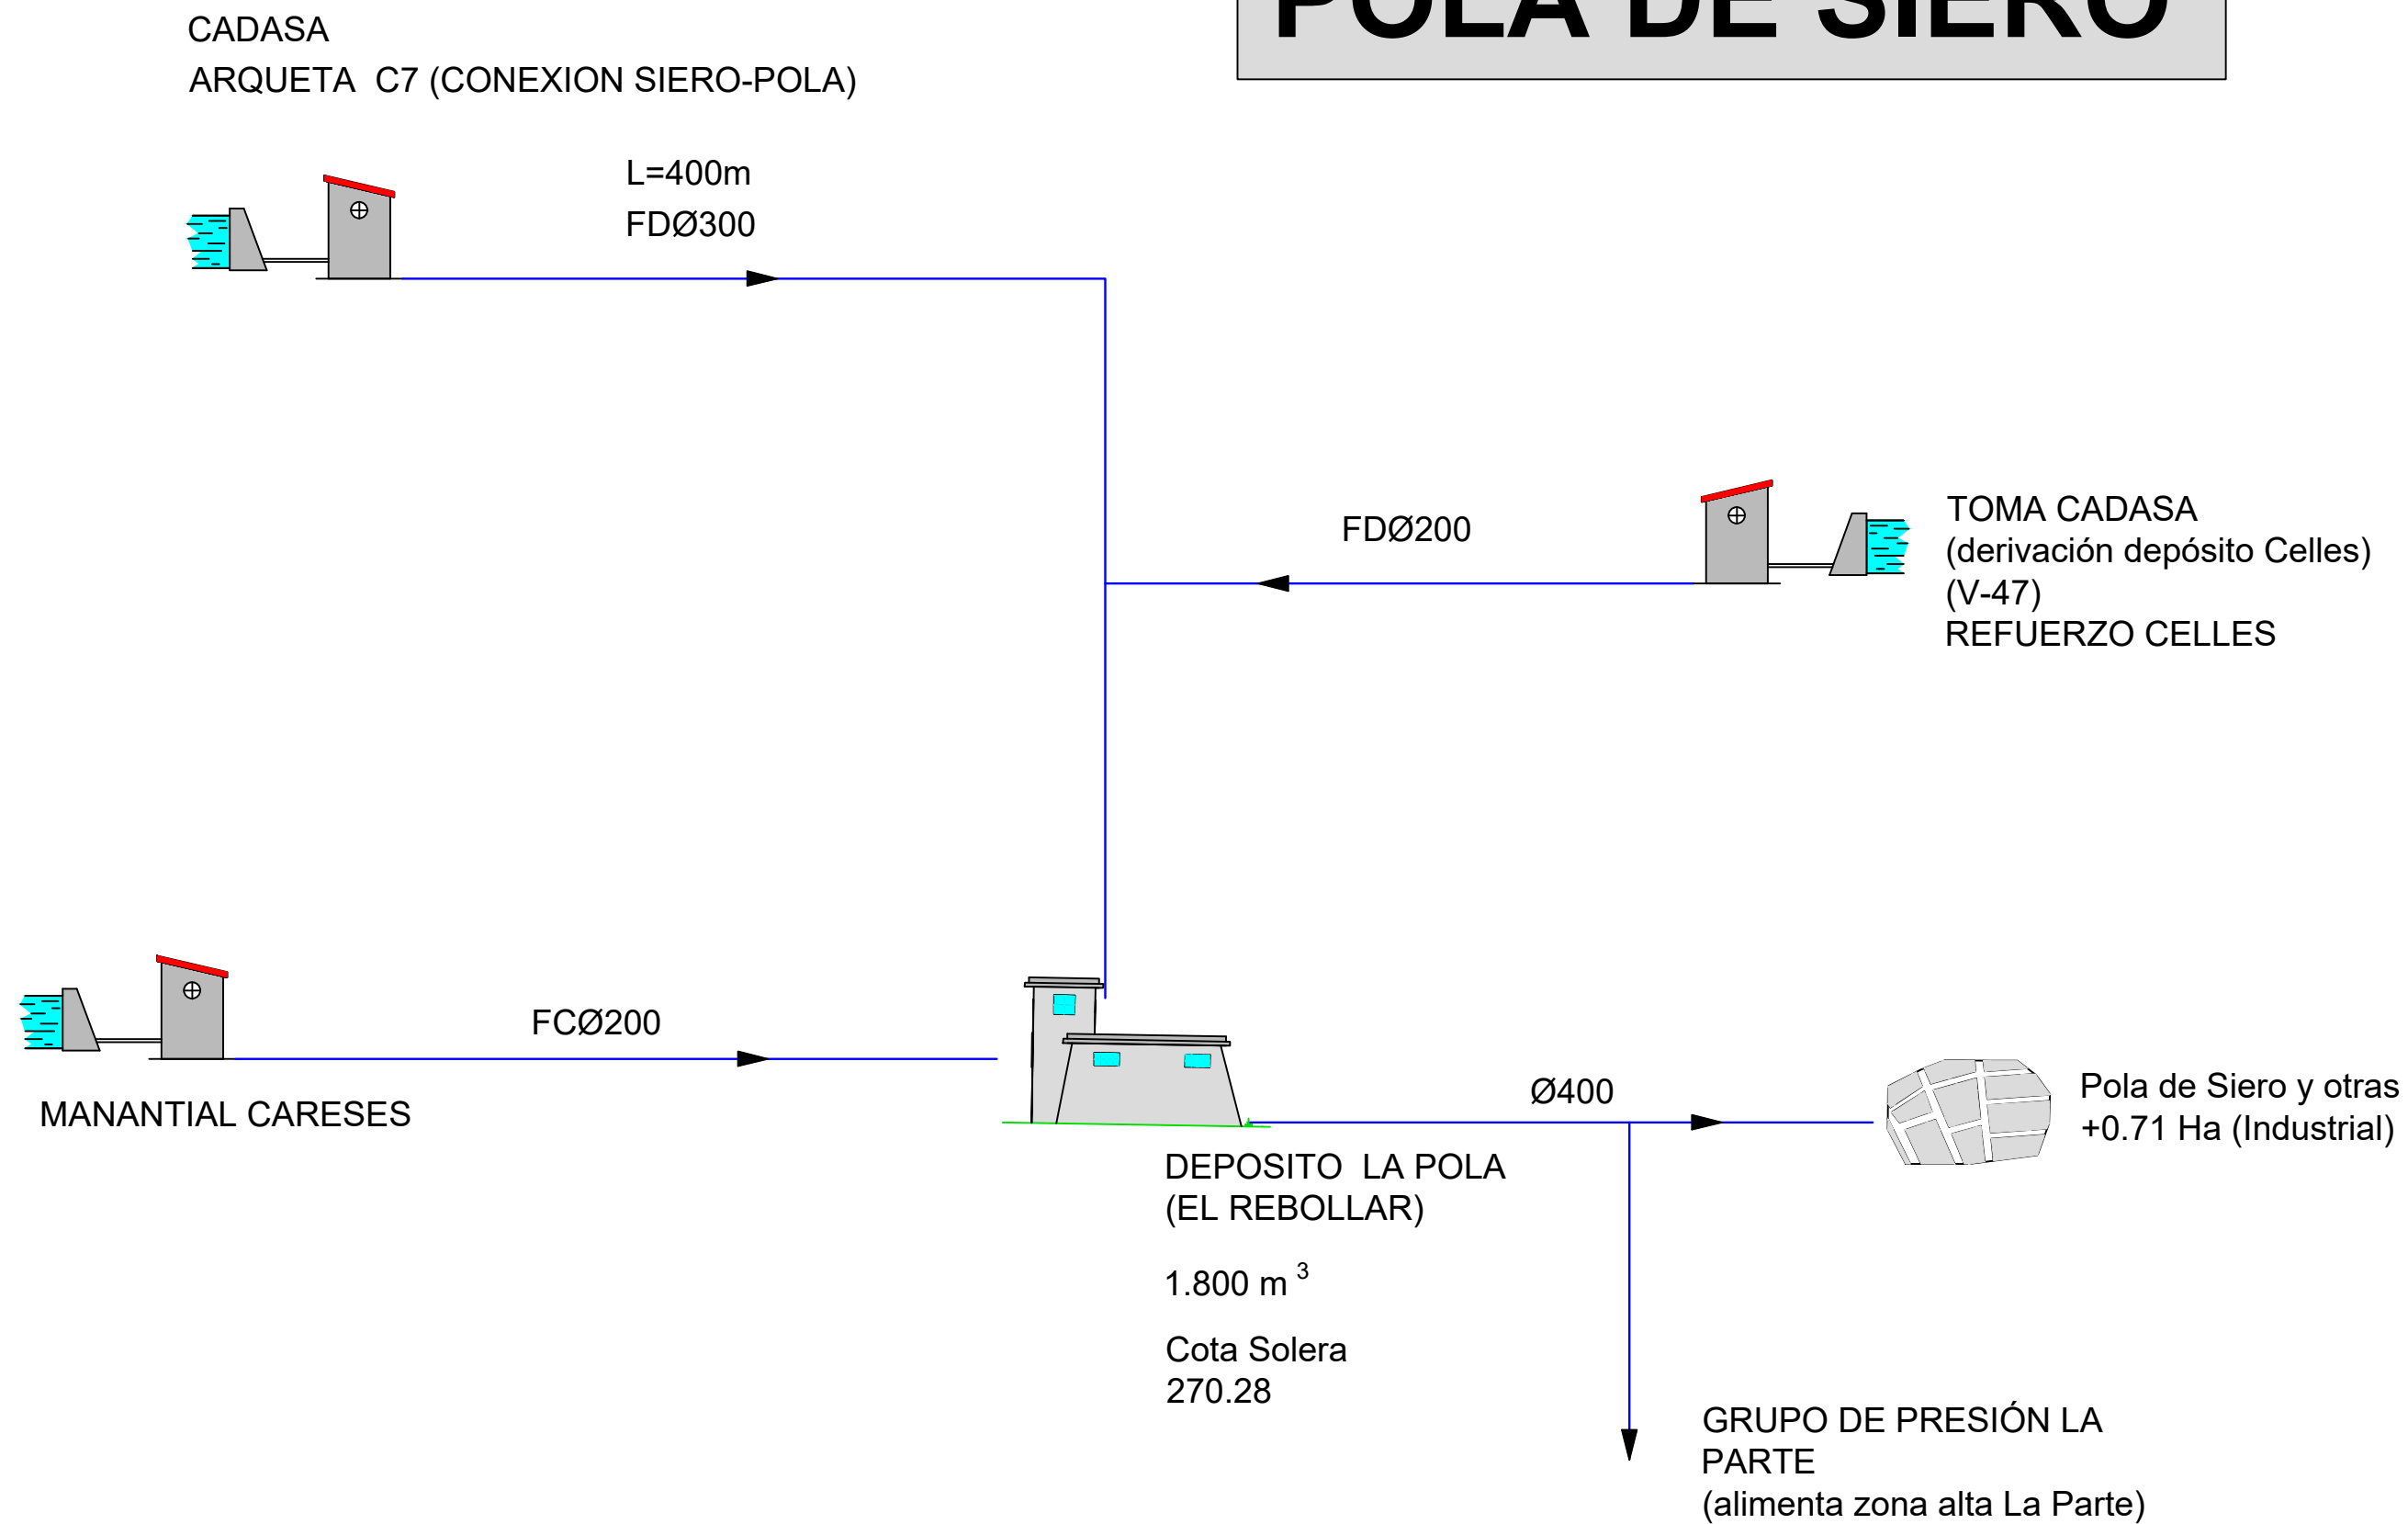 POLA DE SIERO
CADASA
ARQUETA C7 (CONEXION SIERO-POLA)
L=400m
FDØ300
FDØ200
TOMA CADASA
(derivación depósito Celles)
(V-47)
REFUERZO CELLES
FCØ200
MANANTIAL CARESES
Ø400
Pola de Siero y otras
+0.71 Ha (Industrial)
DEPOSITO LA POLA
(EL REBOLLAR)
1.800 m 3
Cota Solera
270.28
GRUPO DE PRESIÓN LA
PARTE
(alimenta zona alta La Parte)